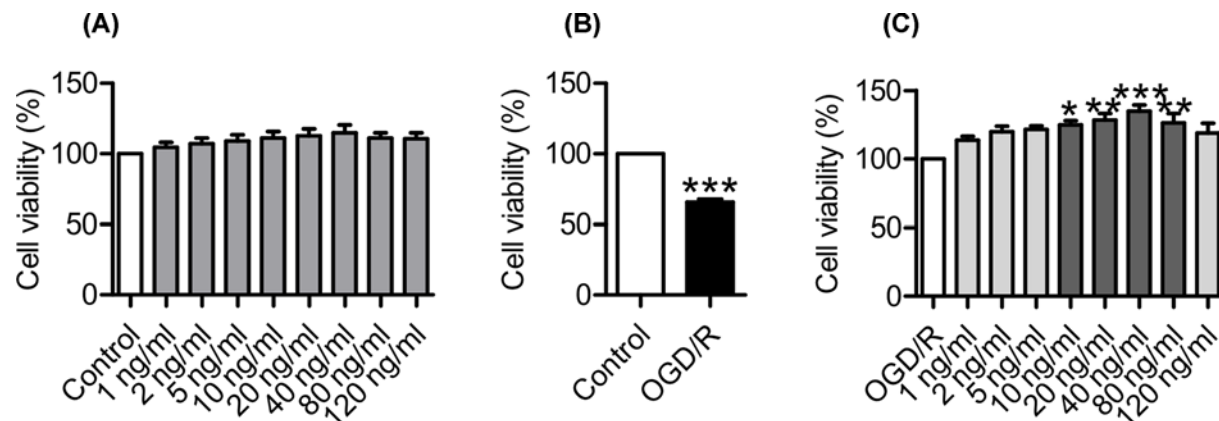 (A)
Cell viability (%)
150
100
50
0
Control
1 ng/ml
2 ng/ml
5 ng/ml
10 ng/ml
20 ng/ml
40 ng/ml
80 ng/ml
120 ng/ml
(B)
Cell viability (%)
150
100
50
0
***
Control
OGD/R
(C)
Cell viability (%)
150
100
50
0
*
**
***
**
OGD/R
1 ng/ml
2 ng/ml
5 ng/ml
10 ng/ml
20 ng/ml
40 ng/ml
80 ng/ml
120 ng/ml